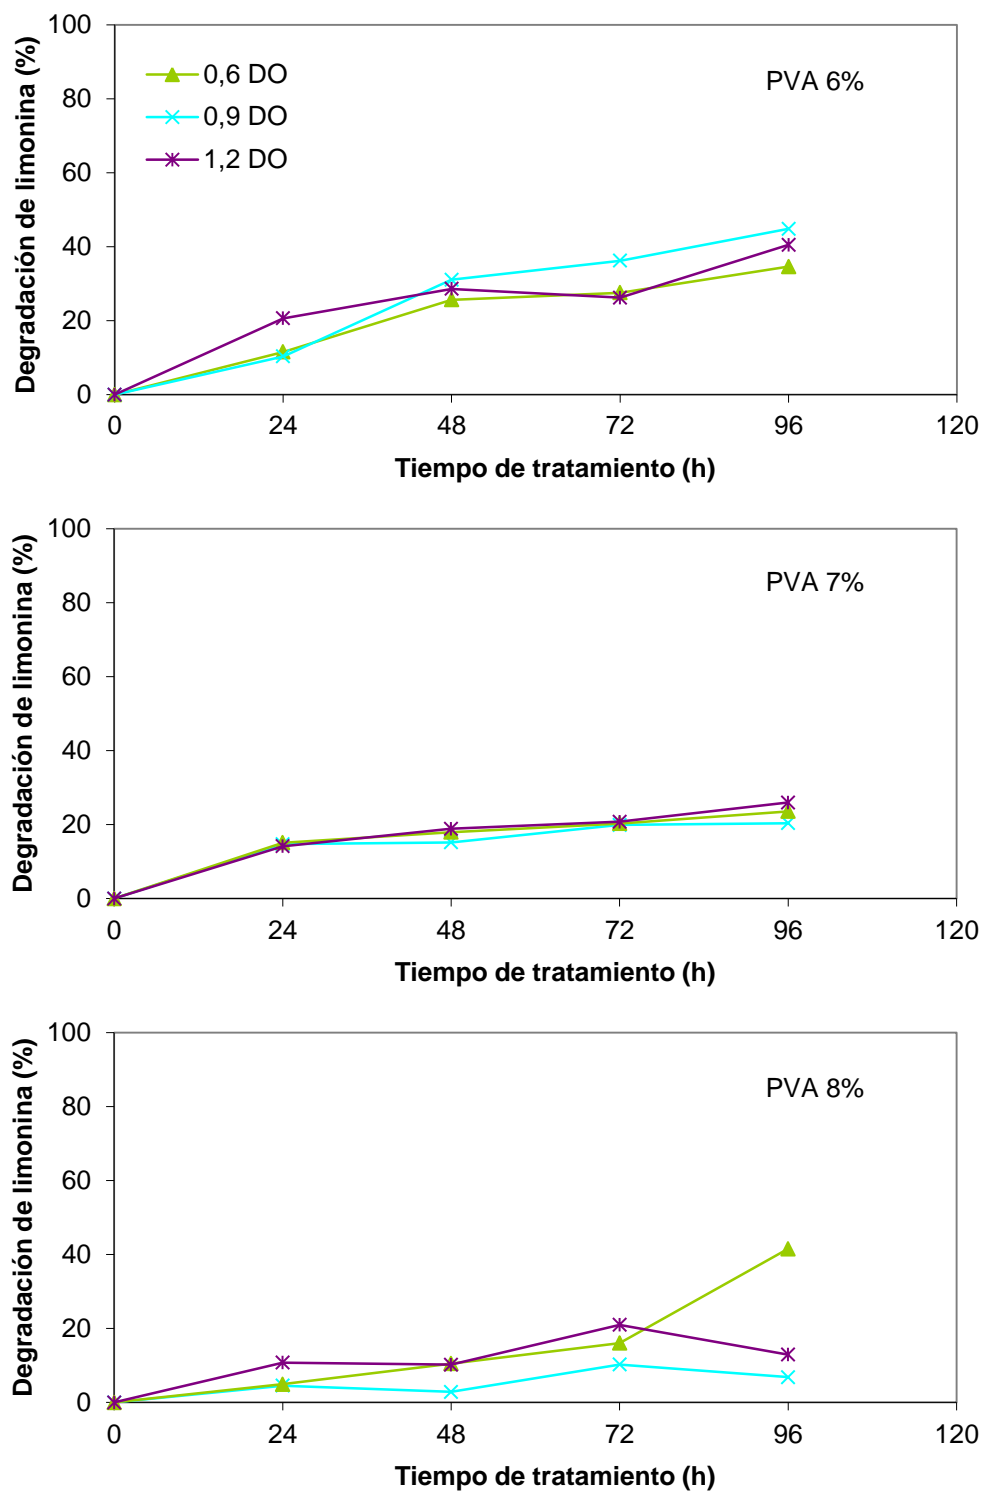 Degradación de limonina (%)
100
80
60
40
20
0
0,6 DO
0,9 DO
1,2 DO
PVA 6%
0 24 48 72 96 120
Tiempo de tratamiento (h)
Degradación de limonina (%)
100
80
60
40
20
0
PVA 7%
0 24 48 72 96 120
Tiempo de tratamiento (h)
Degradación de limonina (%)
100
80
60
40
20
0
PVA 8%
0 24 48 72 96 120
Tiempo de tratamiento (h)